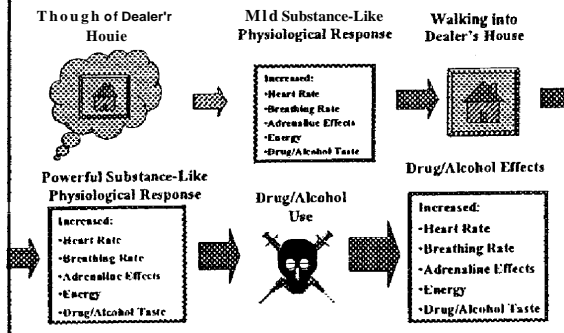 Though of Dealer'r
Houie
Mld Substance-Like
Physiological Response
Increased:
•Heart Rate
•Breathing Rate
•Adrenaline Effects
•Energy
•Drug/Alcohol Taste
Walking into
Dealer's House
Powerful Substance-Like
Physiological Response
Increased:
•Heart Rate
•Breathing Rate
•Adrenaline Effects
•Energy
•Drug/Alcohol Taste
Drug/Alcohol
Use
Drug/Alcohol Effects
Increased:
•Heart Rate
•Breathing Rate
•Adrenaline Effects
•Energy
•Drug/Alcohol Taste